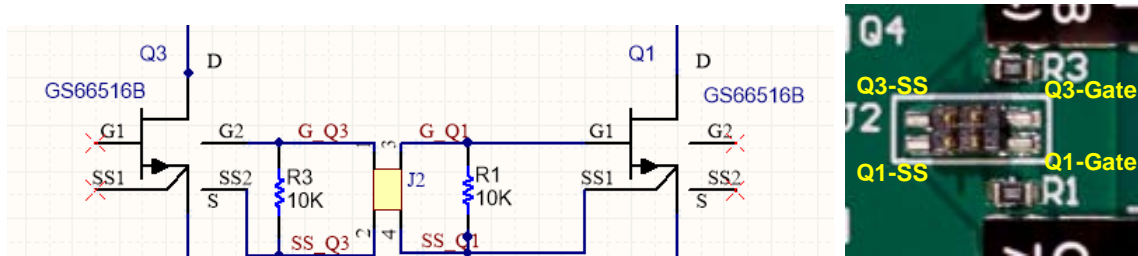 Q3
D
GS66516B
G1
G2
G_Q3
1
SS1
SS2
S
R3
10K
SS_Q3
2
3
G_Q1
J2
R1
10K
4
SS_Q1
Q1
D
GS66516B
G1
G2
SS1
SS2
S
Q4
R3
Q3-SS
Q3-Gate
J2
Q1-SS
Q1-Gate
R1